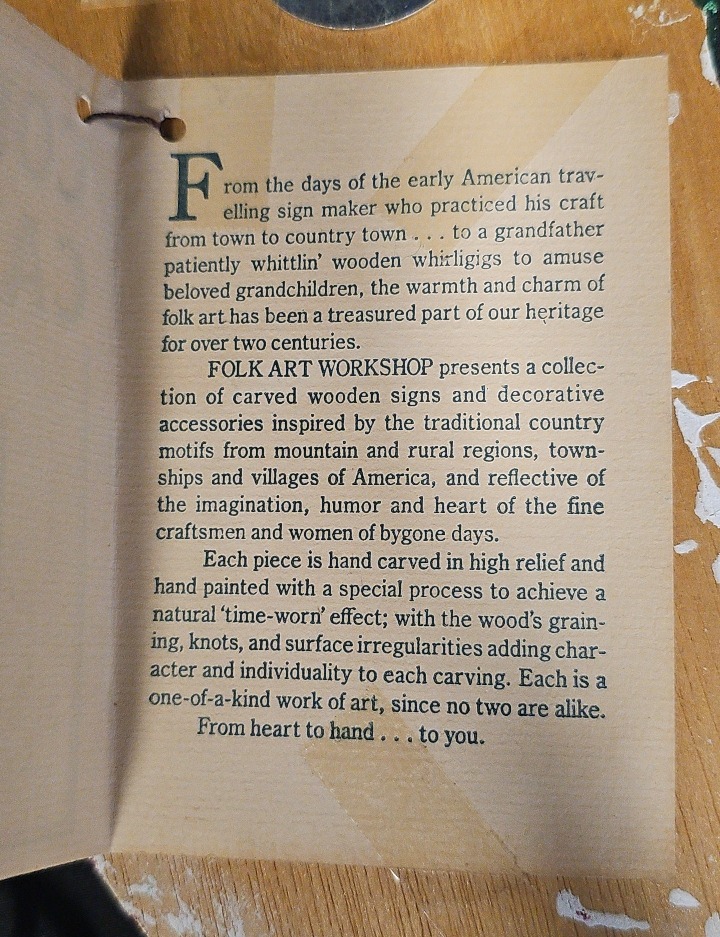 From the days of the early American trav-
elling sign maker who practiced his craft
from town to country town . . . to a grandfather
patiently whittlin' wooden whirligigs to amuse
beloved grandchildren, the warmth and charm of
folk art has been a treasured part of our heritage
for over two centuries.
FOLK ART WORKSHOP presents a collec-
tion of carved wooden signs and decorative
accessories inspired by the traditional country
motifs from mountain and rural regions, town-
ships and villages of America, and reflective of
the imagination, humor and heart of the fine
craftsmen and women of bygone days.
Each piece is hand carved in high relief and
hand painted with a special process to achieve a
natural 'time-worn' effect; with the wood's grain-
ing, knots, and surface irregularities adding char-
acter and individuality to each carving. Each is a
one-of-a-kind work of art, since no two are alike.
From heart to hand . . . to you.